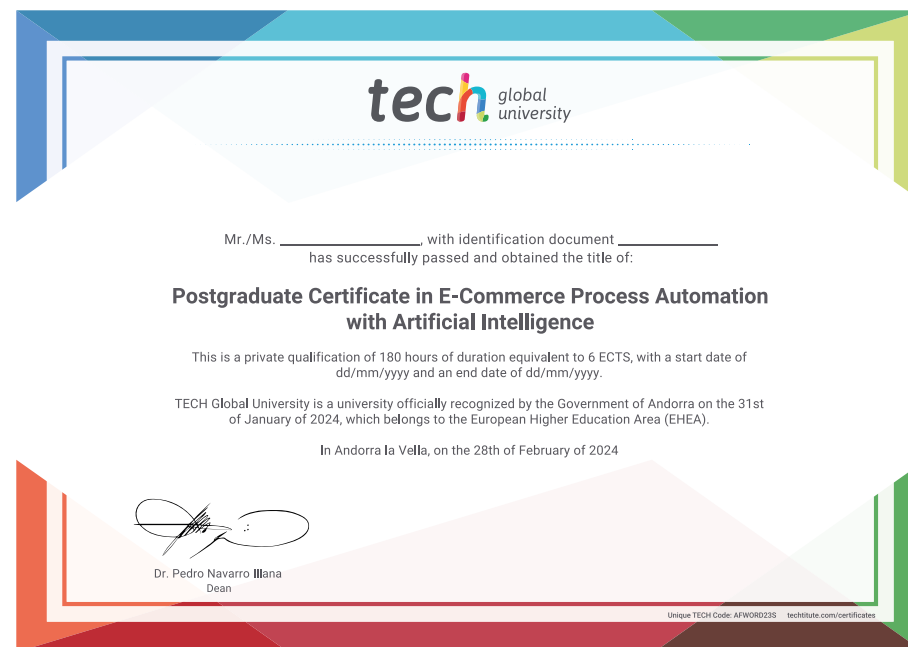 tech global
university
Mr./Ms. ____________, with identification document ____________
has successfully passed and obtained the title of:
Postgraduate Certificate in E-Commerce Process Automation
with Artificial Intelligence
This is a private qualification of 180 hours of duration equivalent to 6 ECTS, with a start date of
dd/mm/yyyy and an end date of dd/mm/yyyy.
TECH Global University is a university officially recognized by the Government of Andorra on the 31st
of January of 2024, which belongs to the European Higher Education Area (EHEA).
In Andorra la Vella, on the 28th of February of 2024
Dr. Pedro Navarro Illana
Dean
Unique TECH Code: AFWORD23S techtitute.com/certificates